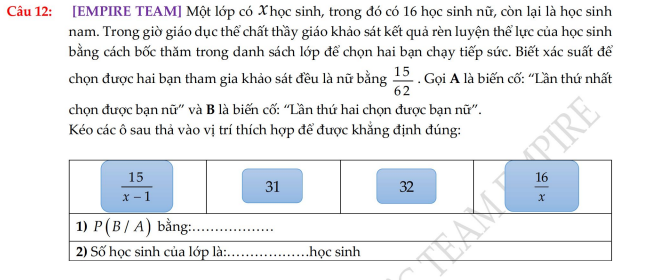 Câu 12: [EMPIRE TEAM] Một lớp có x học sinh, trong đó có 16 học sinh nữ, còn lại là học sinh
nam. Trong giờ giáo dục thể chất thầy giáo khảo sát kết quả rèn luyện thể lực của học sinh
bằng cách bốc thăm trong danh sách lớp để chọn hai bạn chạy tiếp sức. Biết xác suất để
chọn được hai bạn tham gia khảo sát đều là nữ bằng 15/62 . Gọi A là biến cố: “Lần thứ nhất
chọn được bạn nữ” và B là biến cố: “Lần thứ hai chọn được bạn nữ”.
Kéo các ô sau thả vào vị trí thích hợp để được khẳng định đúng:
15/(x − 1) 31 32 16/x
1) P(B / A) bằng:...................
2) Số học sinh của lớp là:...................học sinh
TEAM EMPIRE